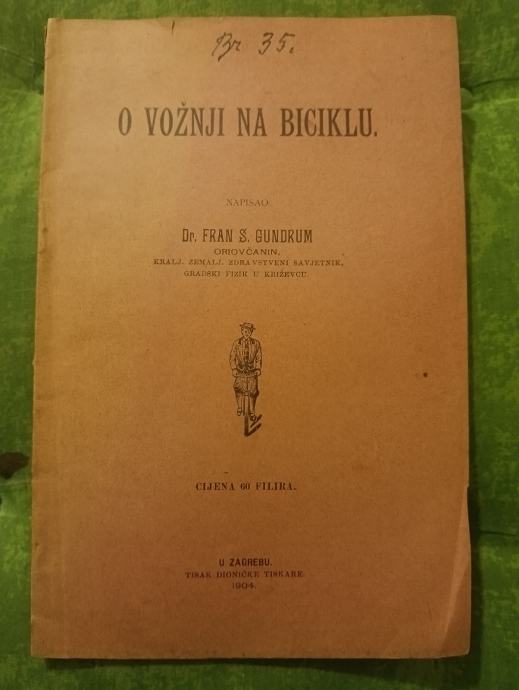 Br 35.
O VOŽNJI NA BICIKLU.
NAPISAO
Dr. FRAN S. GUNDRUM
ORIOVČANIN,
KRALJ. ZEMALJ. ZDRAVSTVENI SAVJETNIK,
GRADSKI FIZIK U KRIŽEVCU.
CIJENA 60 FILIRA.
U ZAGREBU.
TISAK DIONIČKE TISKARE.
1904.